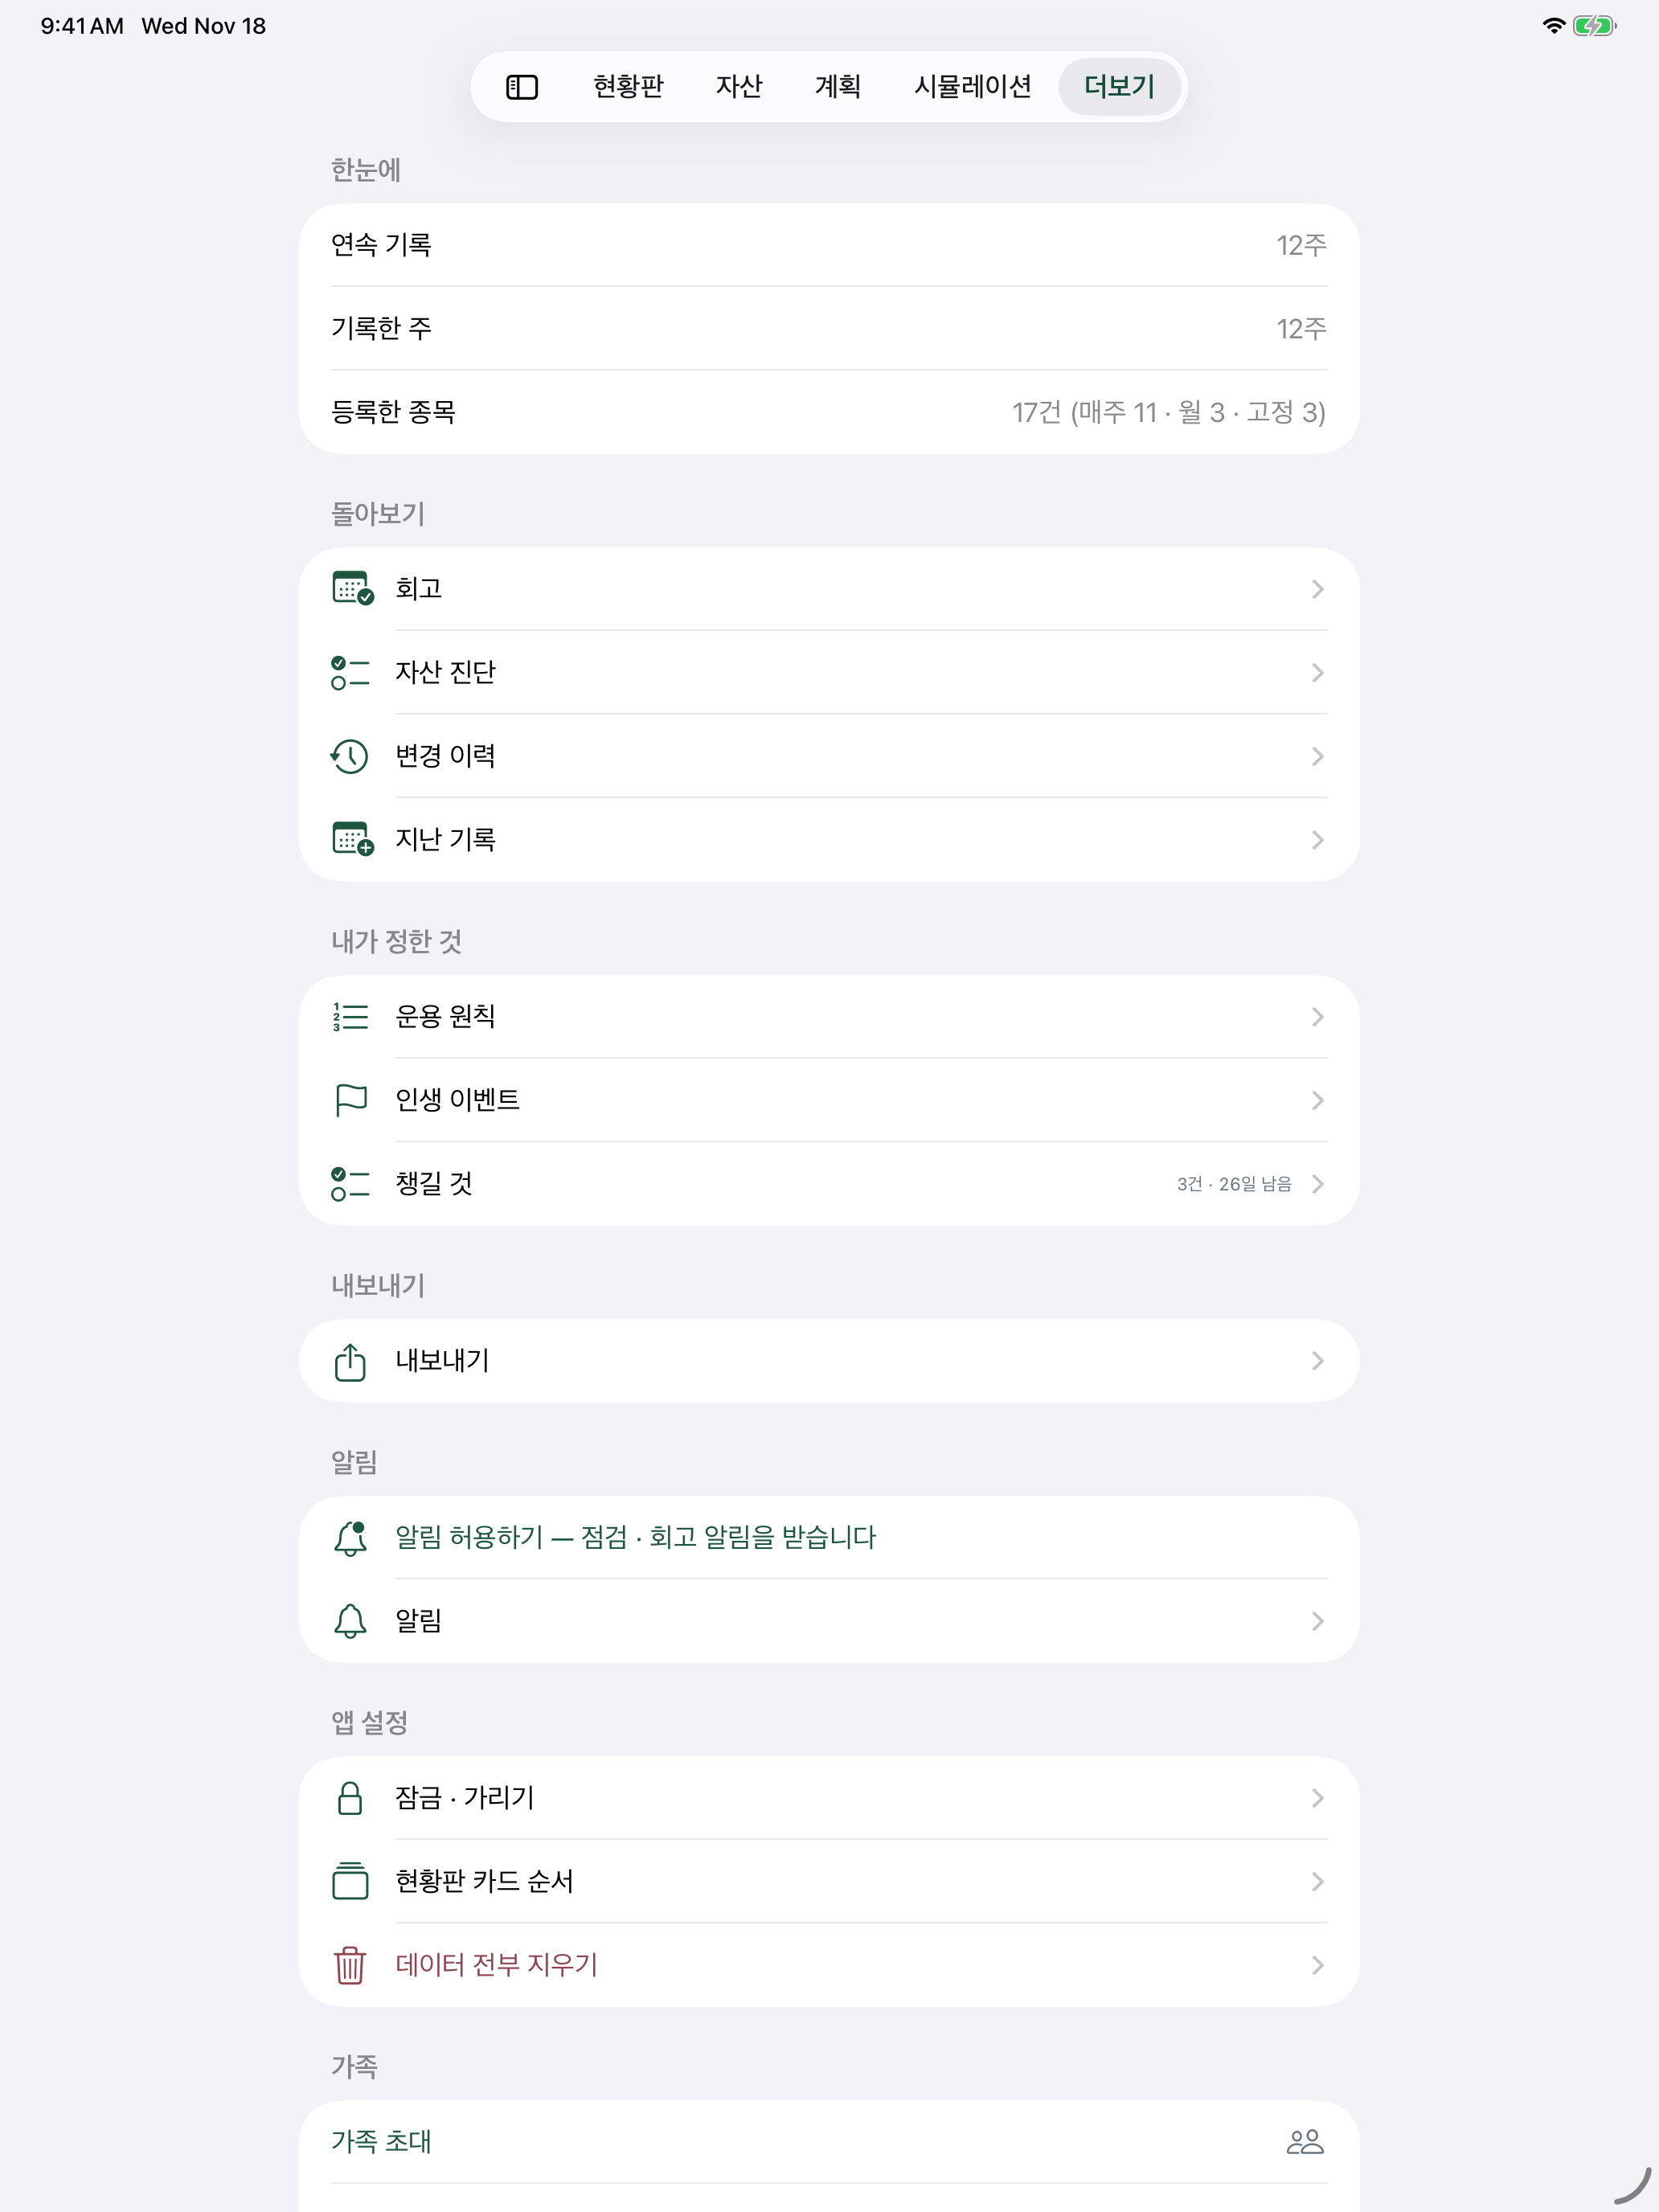 9:41 AM Wed Nov 18
현황판 자산 계획 시뮬레이션 더보기
한눈에
연속 기록 12주
기록한 주 12주
등록한 종목 17건 (매주 11 · 월 3 · 고정 3)
돌아보기
회고
자산 진단
변경 이력
지난 기록
내가 정한 것
운용 원칙
인생 이벤트
챙길 것 3건 · 26일 남음
내보내기
내보내기
알림
알림 허용하기 — 점검 · 회고 알림을 받습니다
알림
앱 설정
잠금 · 가리기
현황판 카드 순서
데이터 전부 지우기
가족
가족 초대